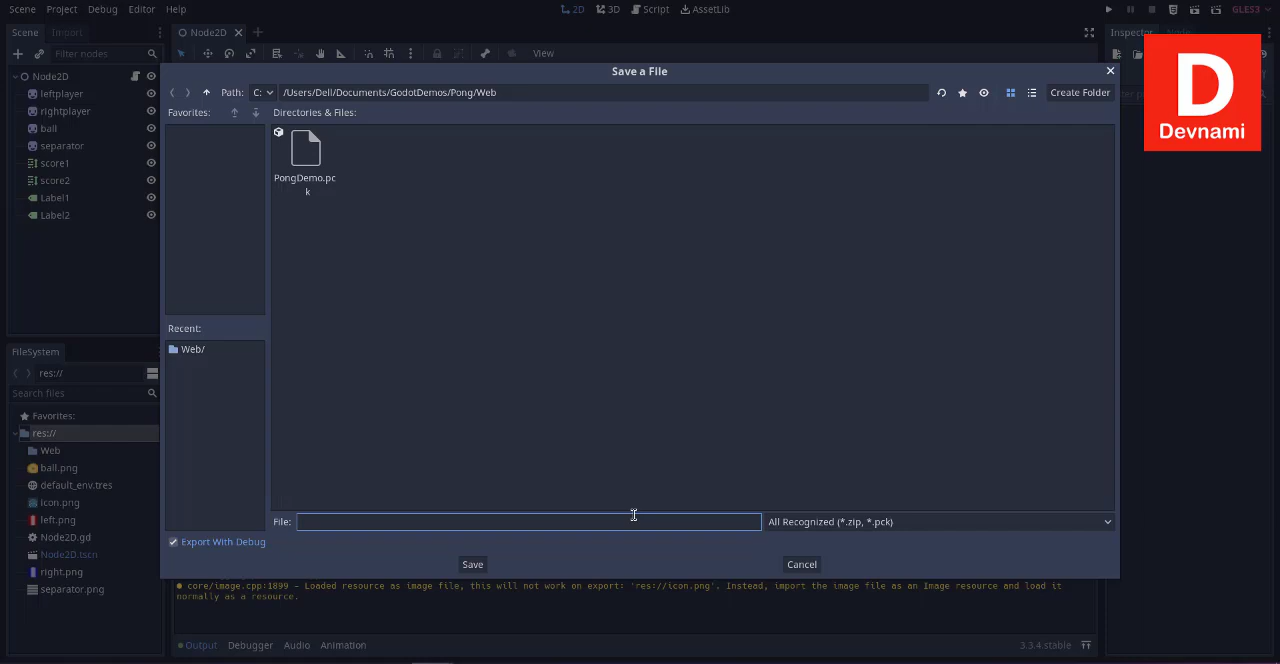 Scene Project Debug Editor Help
2D 3D Script AssetLib
GLES3
Scene Import
Node2D
Inspector Node
Filter nodes
View
Node2D
leftplayer
rightplayer
ball
separator
score1
score2
Label1
Label2
Save a File
Path: C: /Users/Dell/Documents/GodotDemos/Pong/Web
Create Folder
Favorites:
Directories & Files:
PongDemo.pc
k
Recent:
Web/
File:
All Recognized (*.zip, *.pck)
Export With Debug
Save
Cancel
D
Devnami
FileSystem
res://
Search files
Favorites:
res://
Web
ball.png
default_env.tres
icon.png
left.png
Node2D.gd
Node2D.tscn
right.png
separator.png
core/image.cpp:1899 - Loaded resource as image file, this will not work on export: 'res://icon.png'. Instead, import the image file as an Image resource and load it
normally as a resource.
Output Debugger Audio Animation
3.3.4.stable